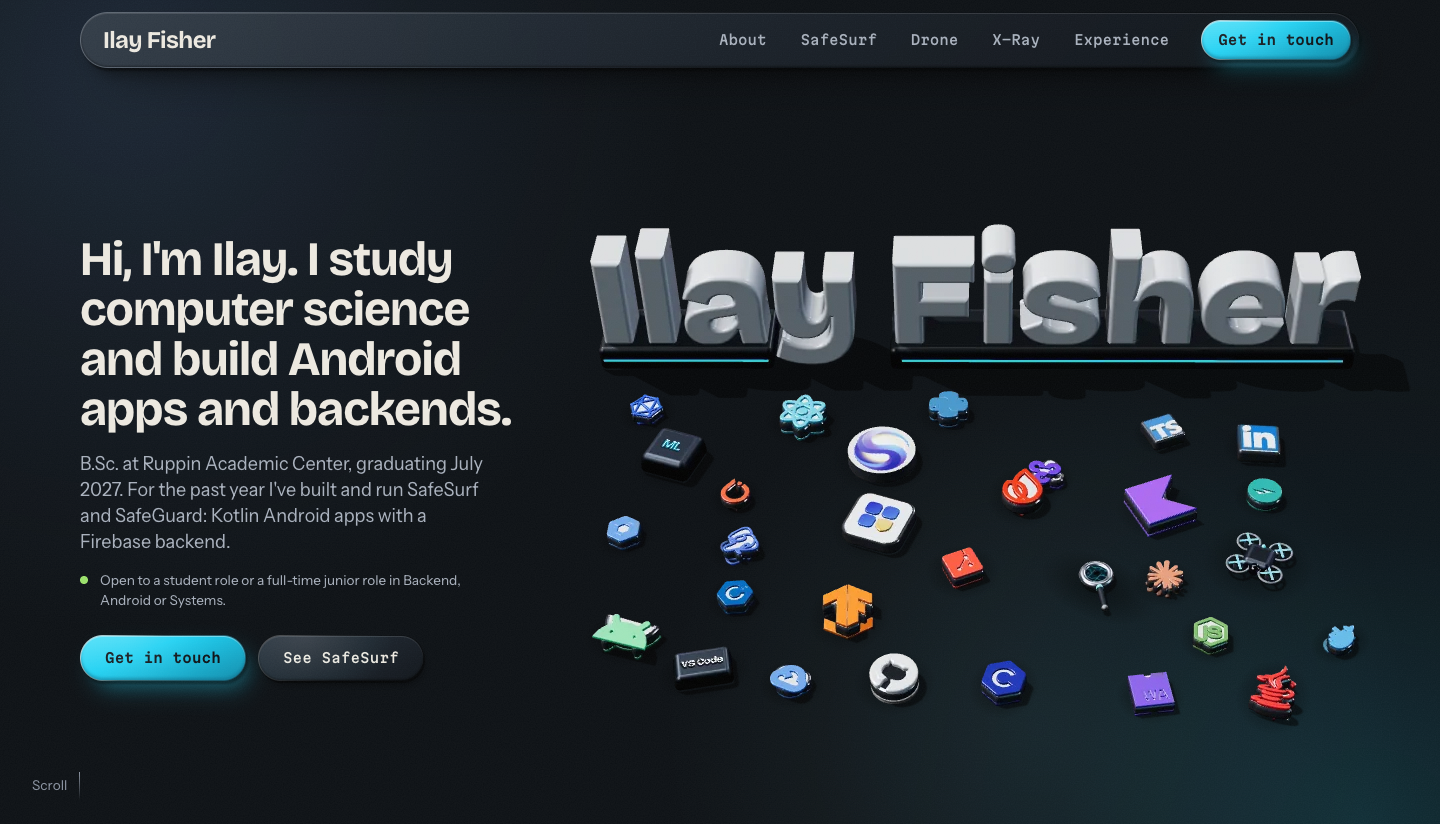 Ilay Fisher
About
SafeSurf
Drone
X-Ray
Experience
Get in touch
Hi, I'm Ilay. I study
computer science
and build Android
apps and backends.
B.Sc. at Ruppin Academic Center, graduating July
2027. For the past year I've built and run SafeSurf
and SafeGuard: Kotlin Android apps with a
Firebase backend.
Open to a student role or a full-time junior role in Backend,
Android or Systems.
Get in touch
See SafeSurf
Scroll
Ilay Fisher
ML
TS
in
C
VS Code
C
JS
WA